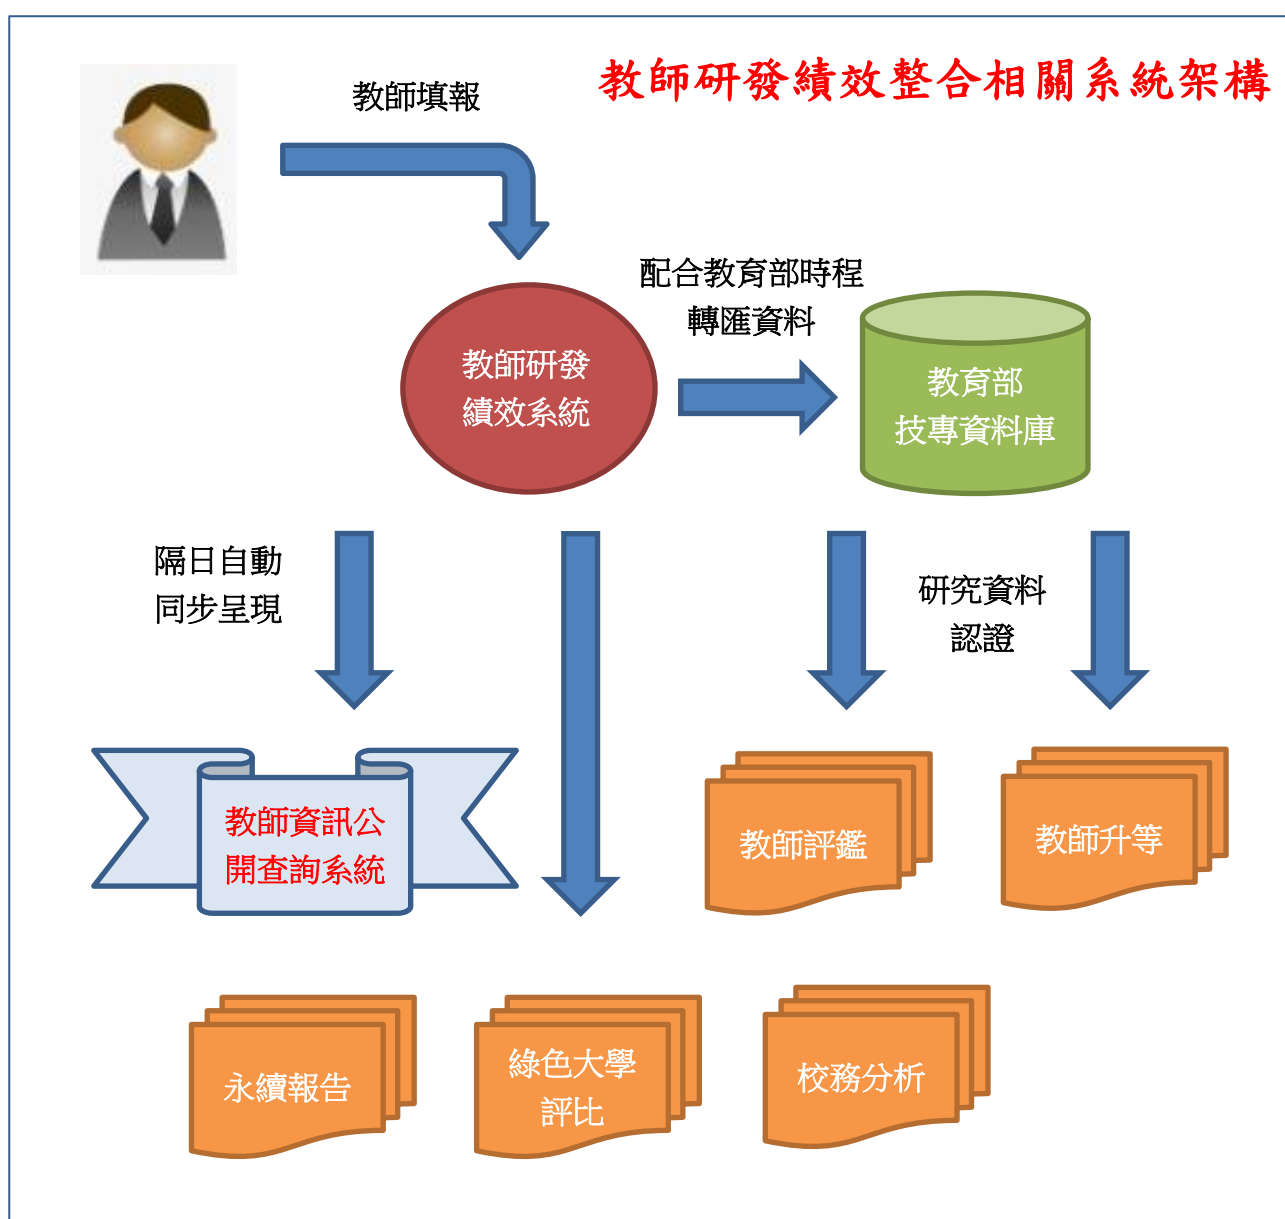 教師研發績效整合相關系統架構
教師填報
配合教育部時程
轉匯資料
教師研發
績效系統
教育部
技專資料庫
隔日自動
同步呈現
研究資料
認證
教師資訊公
開查詢系統
教師評鑑
教師升等
永續報告
綠色大學
評比
校務分析